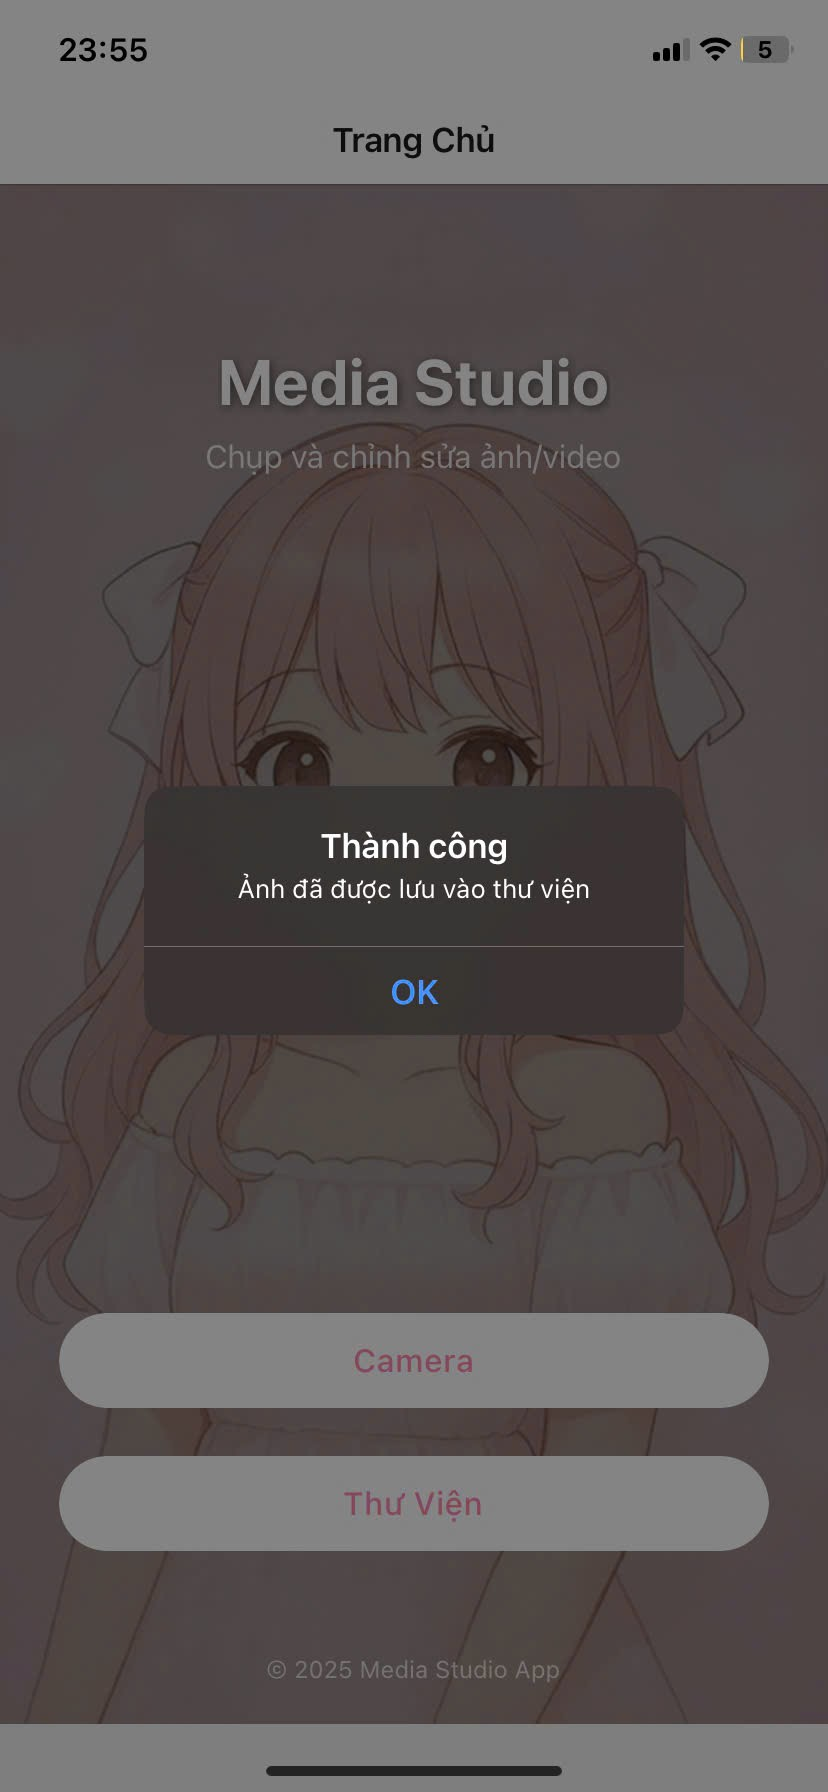 23:55
5
Trang Chủ
Media Studio
Chụp và chỉnh sửa ảnh/video
Thành công
Ảnh đã được lưu vào thư viện
OK
Camera
Thư Viện
© 2025 Media Studio App